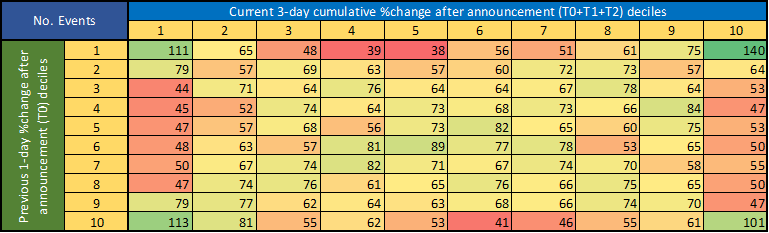 No. Events
Current 3-day cumulative %change after announcement (T0+T1+T2) deciles
1 2 3 4 5 6 7 8 9 10
Previous 1-day %change after announcement (T0) deciles
1 111 65 48 39 38 56 51 61 75 140
2 79 57 69 63 57 60 72 73 57 64
3 44 71 64 76 64 64 67 78 64 53
4 45 52 74 64 73 68 73 66 84 47
5 47 57 68 56 73 82 65 60 75 53
6 48 63 57 81 89 77 78 53 65 50
7 50 67 74 82 71 67 74 70 58 55
8 47 74 76 61 65 76 66 75 65 50
9 79 77 62 64 63 68 66 74 70 47
10 113 81 55 62 53 41 46 55 61 101